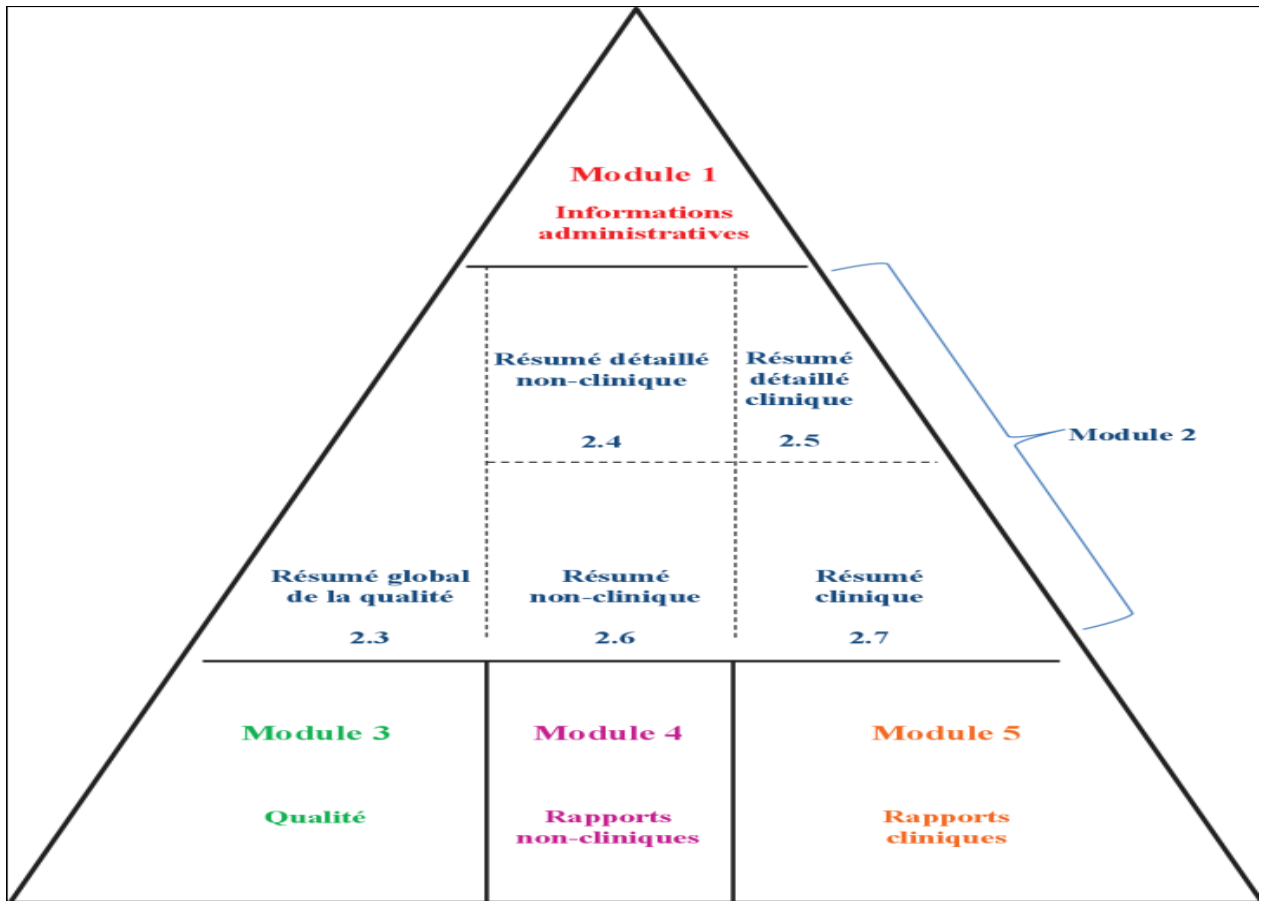 Module 1
Informations
administratives
Résumé détaillé
non-clinique
2.4
Résumé
détaillé
clinique
2.5
Module 2
Résumé global
de la qualité
2.3
Résumé
non-clinique
2.6
Résumé
clinique
2.7
Module 3
Qualité
Module 4
Rapports
non-cliniques
Module 5
Rapports
cliniques